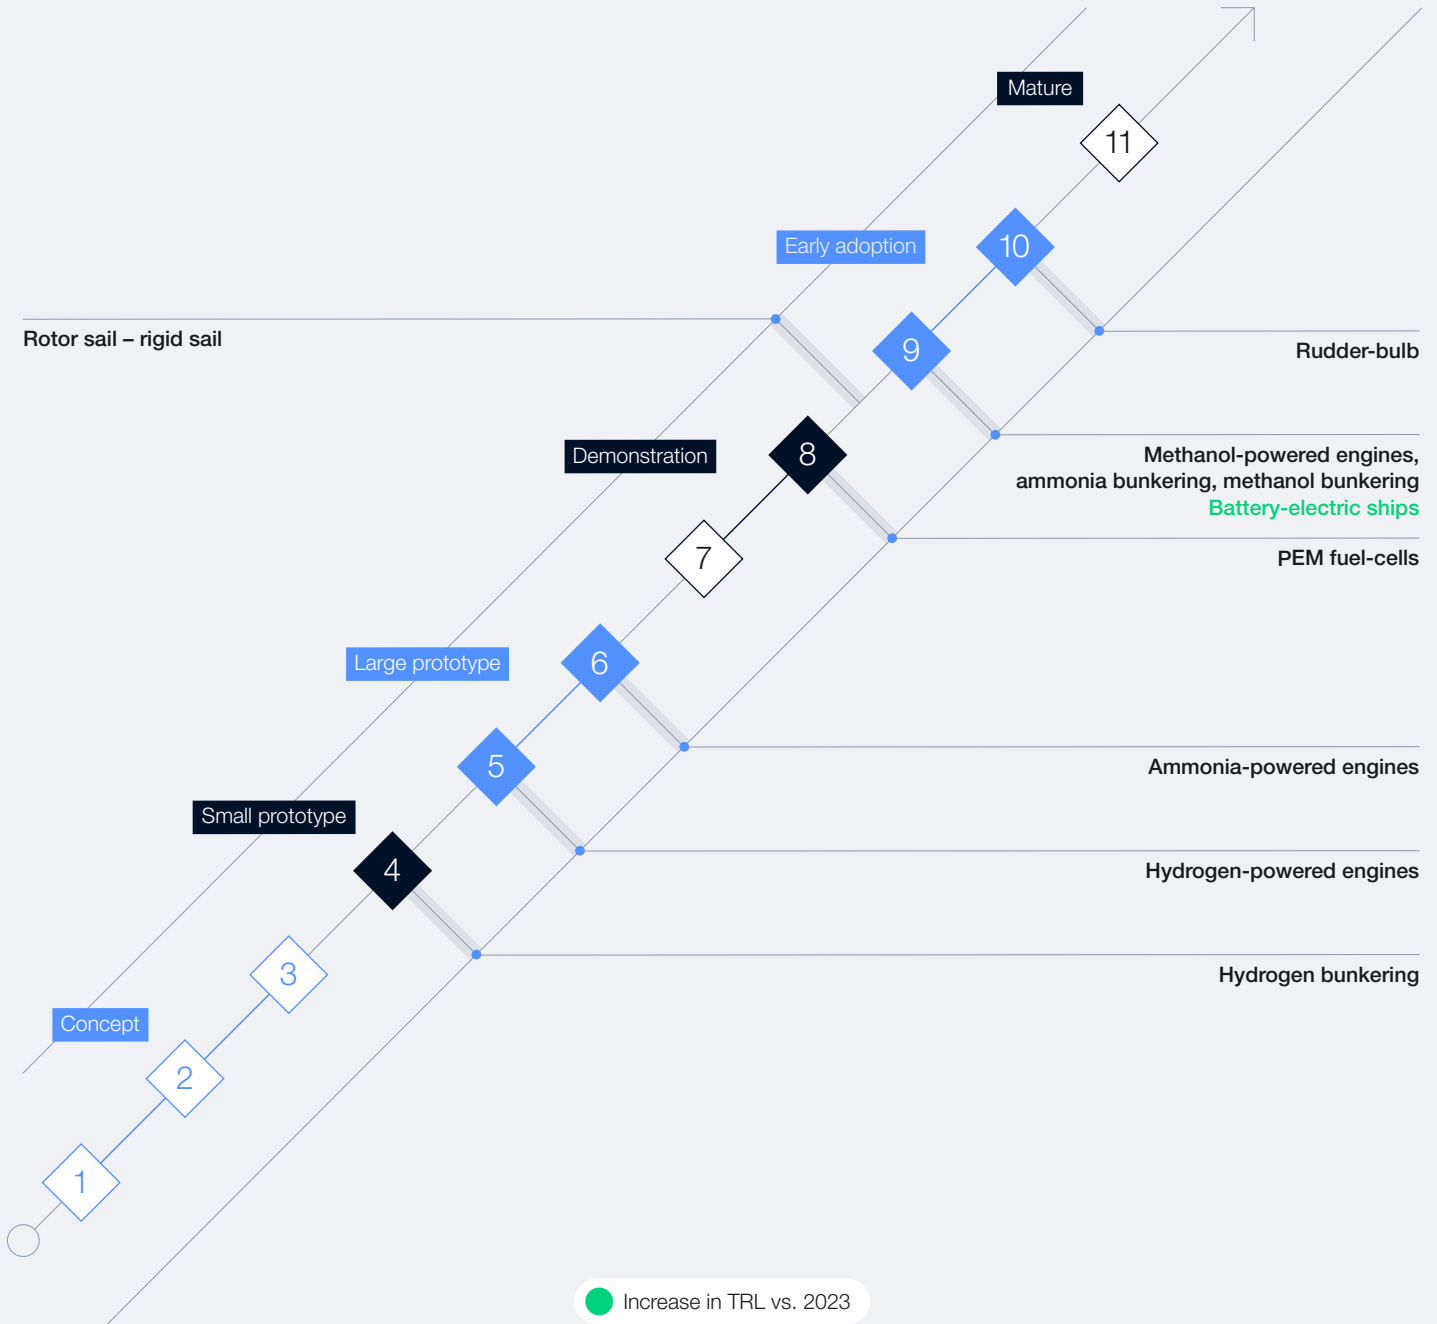 Mature
11
Early adoption
10
Rotor sail – rigid sail
9
Rudder-bulb
Demonstration
8
Methanol-powered engines,
ammonia bunkering, methanol bunkering
Battery-electric ships
7
PEM fuel-cells
Large prototype
6
5
Ammonia-powered engines
Small prototype
4
Hydrogen-powered engines
3
Hydrogen bunkering
Concept
2
1
Increase in TRL vs. 2023